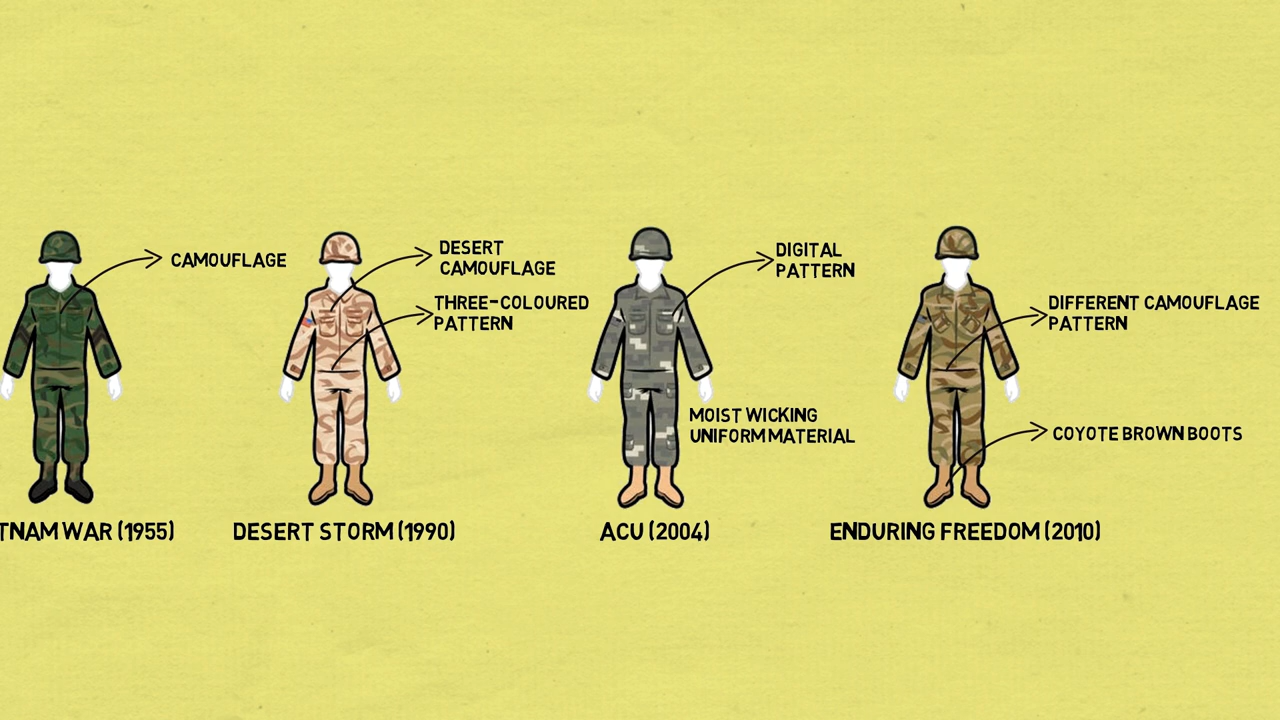 CAMOUFLAGE
TNAM WAR (1955)
DESERT
CAMOUFLAGE
THREE-COLOURED
PATTERN
DESERT STORM (1990)
DIGITAL
PATTERN
MOIST WICKING
UNIFORM MATERIAL
ACU (2004)
DIFFERENT CAMOUFLAGE
PATTERN
COYOTE BROWN BOOTS
ENDURING FREEDOM (2010)